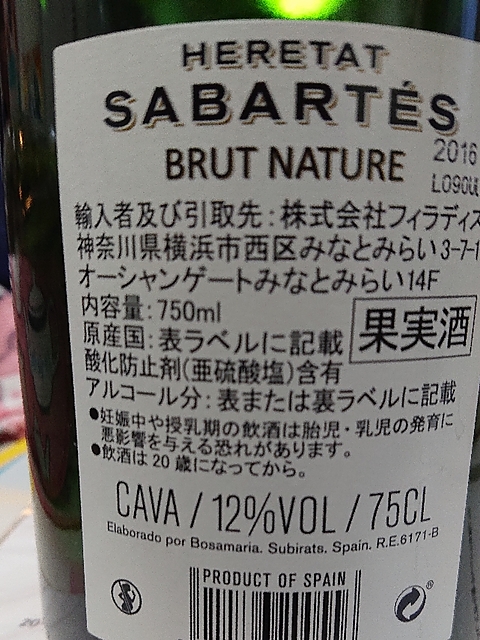 HERETAT
SABARTÉS
BRUT NATURE
2016
輸入者及び引取先：株式会社フィラディス
神奈川県横浜市西区みなとみらい3-7-1
オーシャンゲートみなとみらい14F
内容量：750ml
原産国：表ラベルに記載
果実酒
酸化防止剤(亜硫酸塩)含有
アルコール分：表または裏ラベルに記載
●妊娠中や授乳期の飲酒は胎児・乳児の発育に
悪影響を与える恐れがあります。
●飲酒は20歳になってから。
CAVA / 12%VOL / 75CL
Elaborado por Bosamaria. Subirats. Spain. R.E.6171-B
PRODUCT OF SPAIN